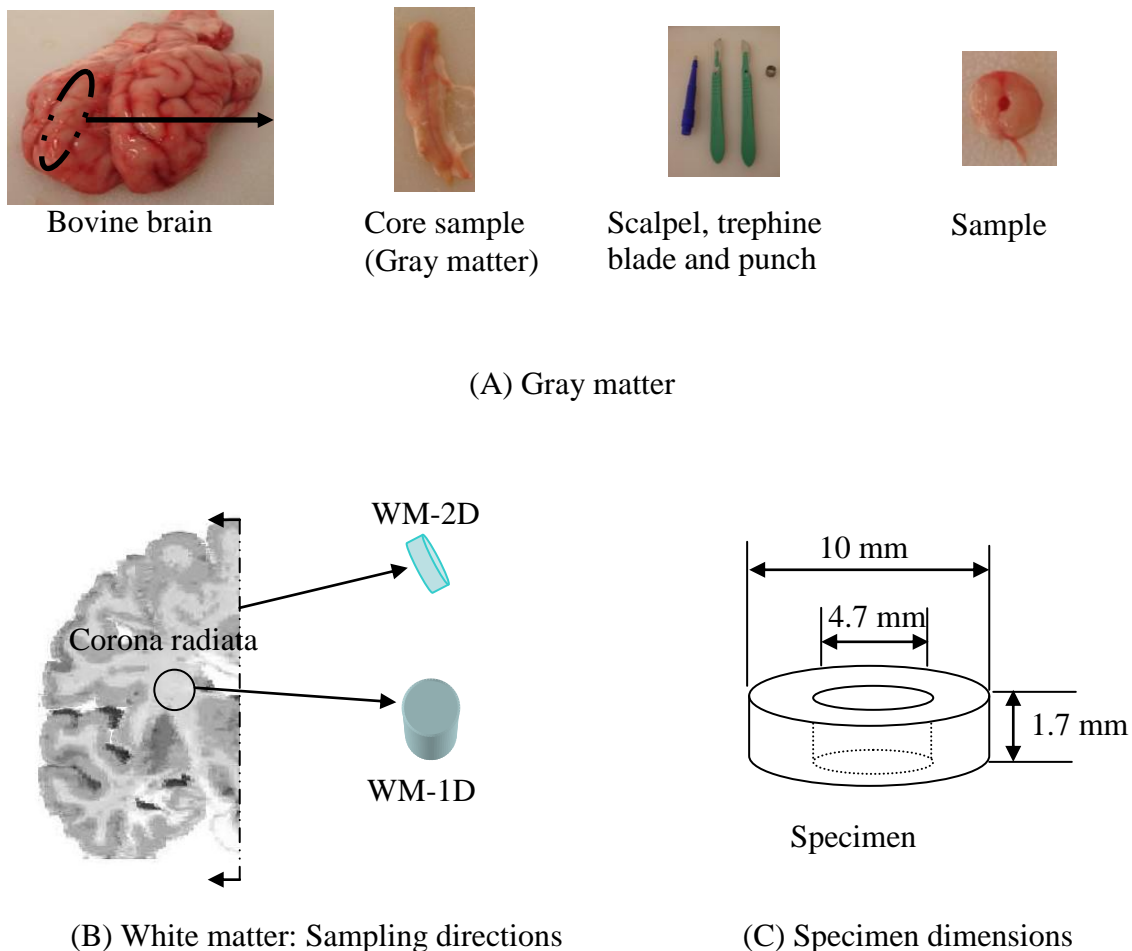 Bovine brain
Core sample
(Gray matter)
Scalpel, trephine
blade and punch
Sample
(A) Gray matter
WM-2D
Corona radiata
WM-1D
10 mm
4.7 mm
1.7 mm
Specimen
(B) White matter: Sampling directions
(C) Specimen dimensions